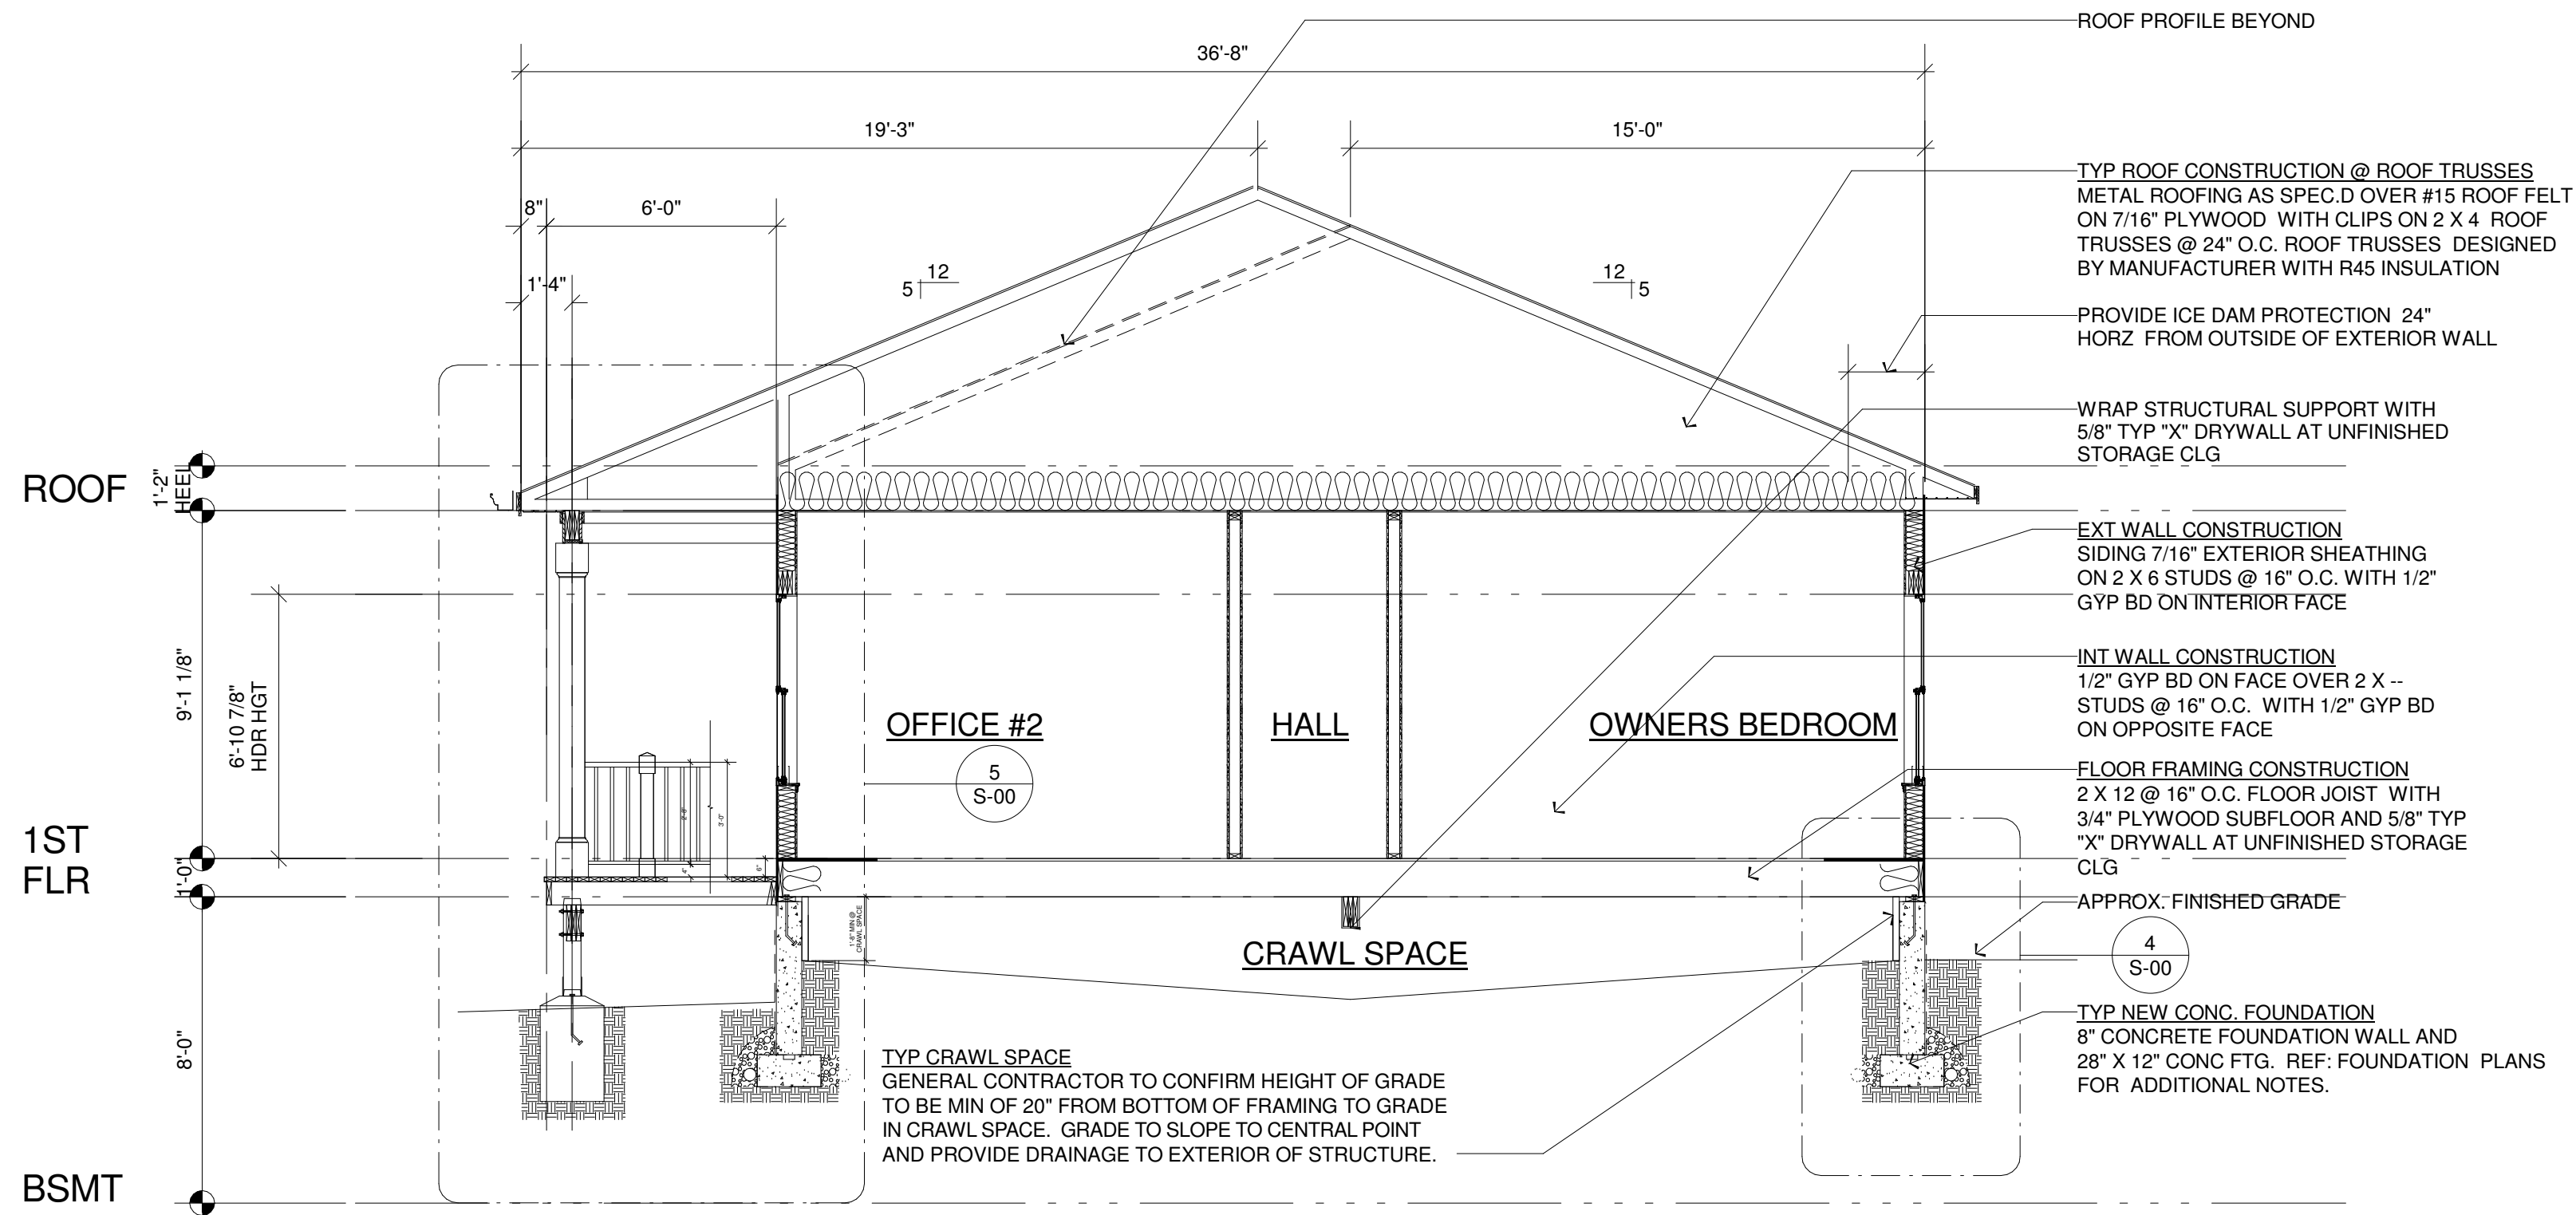 ROOF PROFILE BEYOND
36'-8"
19'-3"
15'-0"
8"
6'-0"
1'-4"
12
5
12
5
TYP ROOF CONSTRUCTION @ ROOF TRUSSES
METAL ROOFING AS SPEC.D OVER #15 ROOF FELT
ON 7/16" PLYWOOD WITH CLIPS ON 2 X 4 ROOF
TRUSSES @ 24" O.C. ROOF TRUSSES DESIGNED
BY MANUFACTURER WITH R45 INSULATION
PROVIDE ICE DAM PROTECTION 24"
HORZ FROM OUTSIDE OF EXTERIOR WALL
WRAP STRUCTURAL SUPPORT WITH
5/8" TYP "X" DRYWALL AT UNFINISHED
STORAGE CLG
ROOF
1'-2"
HEEL
EXT WALL CONSTRUCTION
SIDING 7/16" EXTERIOR SHEATHING
ON 2 X 6 STUDS @ 16" O.C. WITH 1/2"
GYP BD ON INTERIOR FACE
9'-1 1/8"
6'-10 7/8"
HDR HGT
INT WALL CONSTRUCTION
1/2" GYP BD ON FACE OVER 2 X --
STUDS @ 16" O.C. WITH 1/2" GYP BD
ON OPPOSITE FACE
OFFICE #2
HALL
OWNERS BEDROOM
5
S-00
2'-8"
3'-0"
4"
6"
FLOOR FRAMING CONSTRUCTION
2 X 12 @ 16" O.C. FLOOR JOIST WITH
3/4" PLYWOOD SUBFLOOR AND 5/8" TYP
"X" DRYWALL AT UNFINISHED STORAGE
CLG
1ST
FLR
1'-0"
APPROX. FINISHED GRADE
1'-8" MIN @
CRAWL SPACE
CRAWL SPACE
4
S-00
8'-0"
TYP NEW CONC. FOUNDATION
8" CONCRETE FOUNDATION WALL AND
28" X 12" CONC FTG. REF: FOUNDATION PLANS
FOR ADDITIONAL NOTES.
TYP CRAWL SPACE
GENERAL CONTRACTOR TO CONFIRM HEIGHT OF GRADE
TO BE MIN OF 20" FROM BOTTOM OF FRAMING TO GRADE
IN CRAWL SPACE. GRADE TO SLOPE TO CENTRAL POINT
AND PROVIDE DRAINAGE TO EXTERIOR OF STRUCTURE.
BSMT